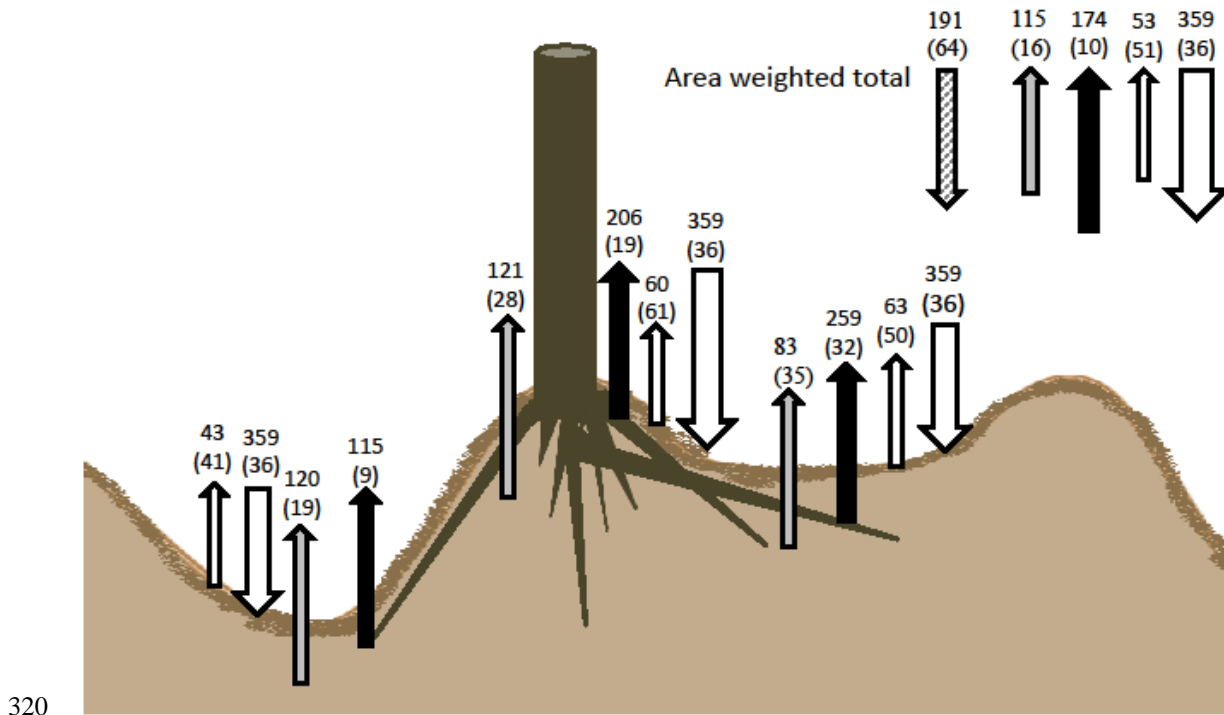 191 115 174 53 359
(64) (16) (10) (51) (36)
Area weighted total
206 359
(19) (36)
121 60
(28) (61)
359
(36)
259 63
(32) (50)
83
(35)
43 359 115
(41) (36) (9)
120
(19)
320